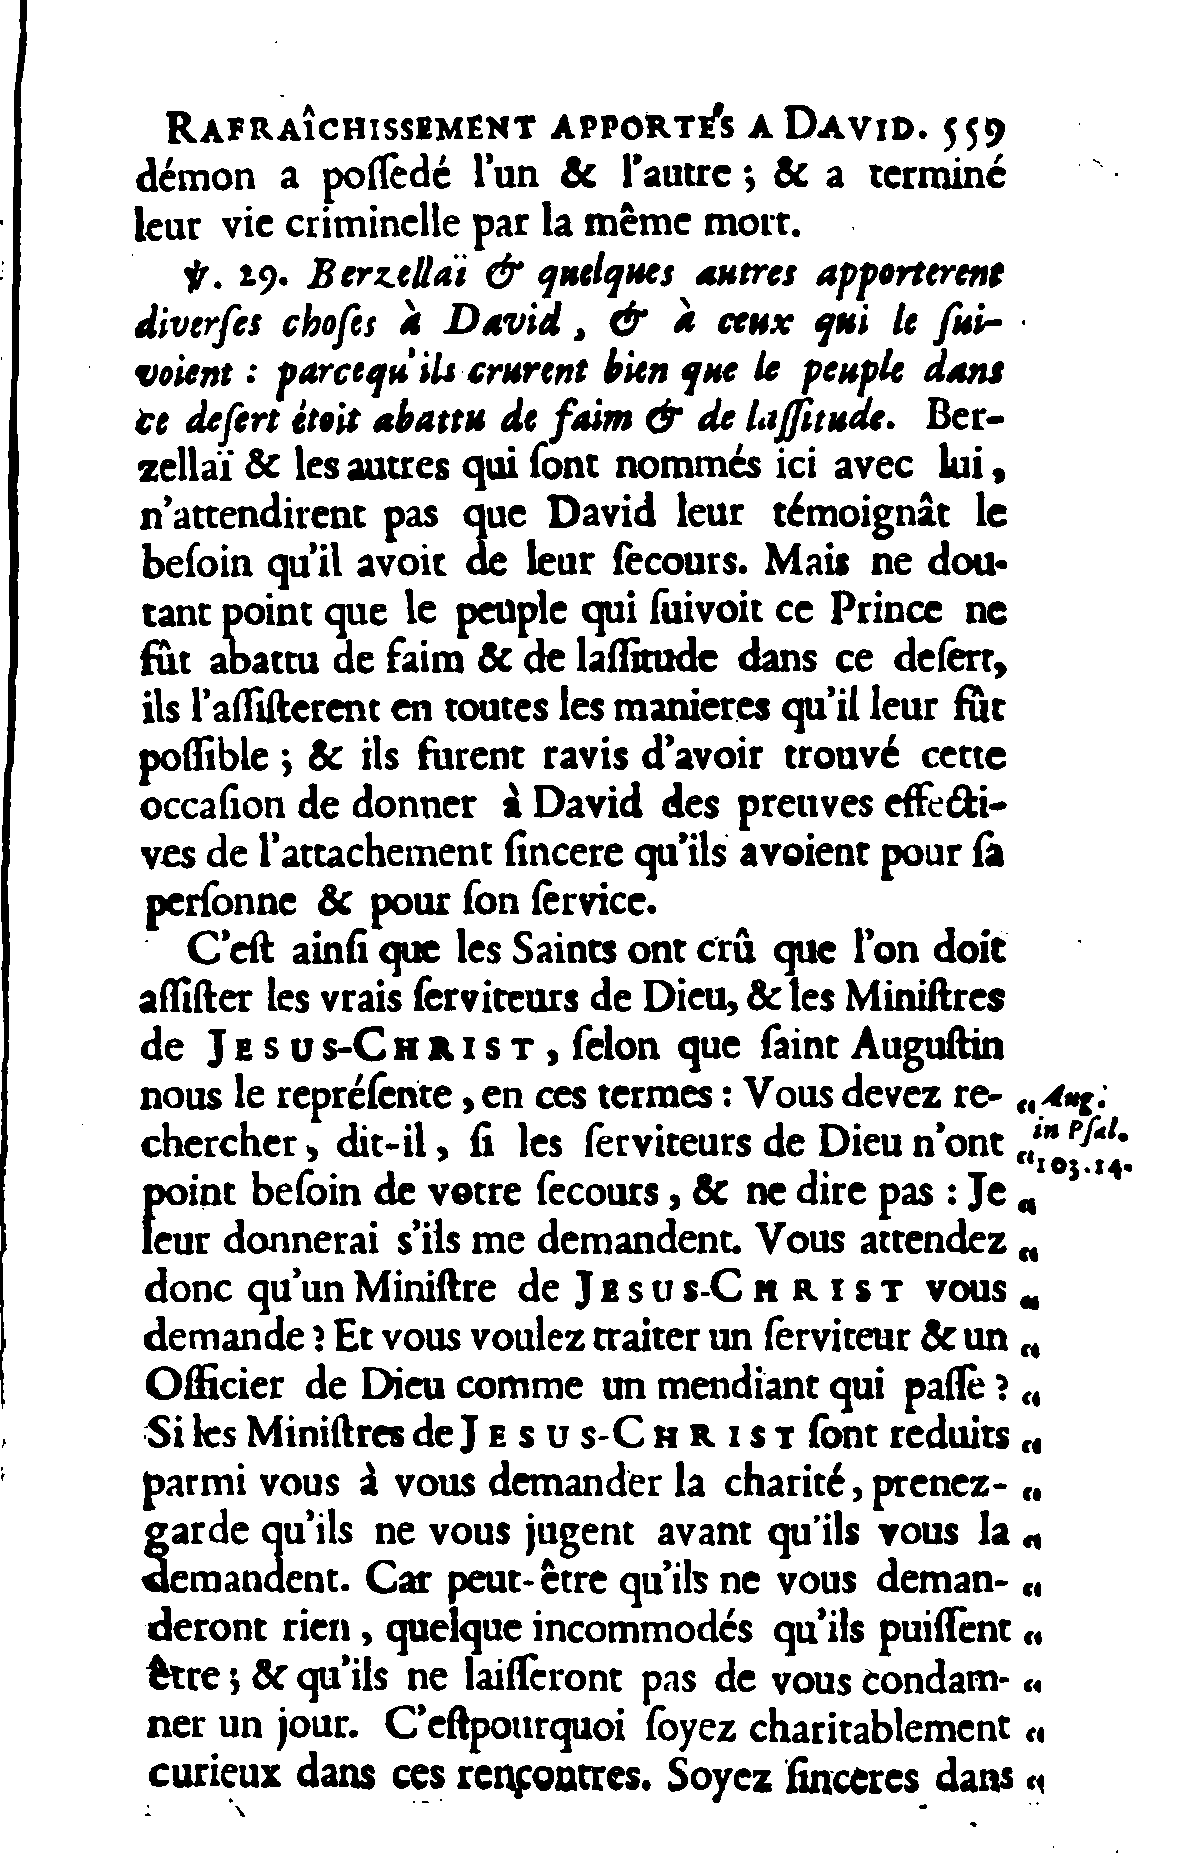 RAFRAÎCHISSEMENT APPORTÉS A DAVID. 559
démon a poſſedé l'un & l'autre ; & a terminé
leur vie criminelle par la même mort.
℣. 29. Berzellaï & quelques autres apporterent
diverſes choſes à David, & à ceux qui le ſui-
voient : parcequ'ils crurent bien que le peuple dans
ce deſert étoit abattu de faim & de laſſitude. Ber-
zellaï & les autres qui ſont nommés ici avec lui,
n'attendirent pas que David leur témoignât le
beſoin qu'il avoit de leur ſecours. Mais ne dou-
tant point que le peuple qui ſuivoit ce Prince ne
fût abattu de faim & de laſſitude dans ce deſert,
ils l'aſſiſterent en toutes les manieres qu'il leur fût
poſſible ; & ils furent ravis d'avoir trouvé cette
occaſion de donner à David des preuves effecti-
ves de l'attachement ſincere qu'ils avoient pour ſa
perſonne & pour ſon ſervice.
C'eſt ainſi que les Saints ont crû que l'on doit
aſſiſter les vrais ſerviteurs de Dieu, & les Miniſtres
de JESUS-CHRIST, ſelon que ſaint Auguſtin
nous le repréſente, en ces termes : Vous devez re- “ Aug.
chercher, dit-il, ſi les ſerviteurs de Dieu n'ont “ in Pſal.
103.14.
point beſoin de votre ſecours, & ne dire pas : Je “
leur donnerai s'ils me demandent. Vous attendez “
donc qu'un Miniſtre de JESUS-CHRIST vous “
demande ? Et vous voulez traiter un ſerviteur & un “
Officier de Dieu comme un mendiant qui paſſe ? “
Si les Miniſtres de JESUS-CHRIST ſont reduits “
parmi vous à vous demander la charité, prenez- “
garde qu'ils ne vous jugent avant qu'ils vous la “
demandent. Car peut-être qu'ils ne vous deman- “
deront rien, quelque incommodés qu'ils puiſſent “
être ; & qu'ils ne laiſſeront pas de vous condam- “
ner un jour. C'eſtpourquoi ſoyez charitablement “
curieux dans ces rençontres. Soyez ſinceres dans “